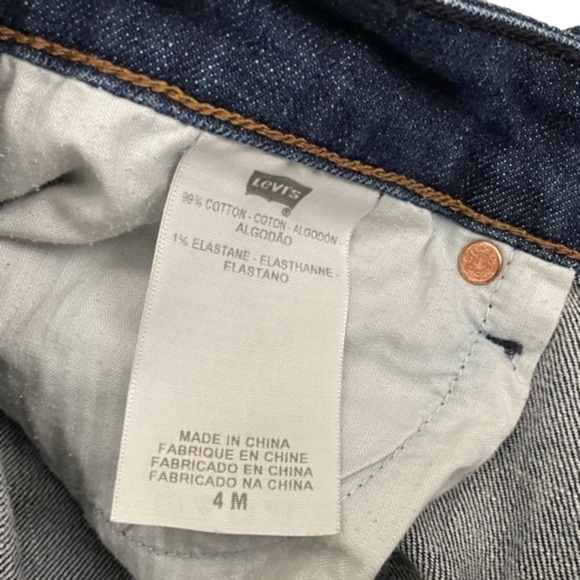 Levi's
®
99% COTTON - COTON - ALGODÓN
ALGODÃO
1% ELASTANE - ELASTHANNE -
ELASTANO
MADE IN CHINA
FABRIQUE EN CHINE
FABRICADO EN CHINA
FABRICADO NA CHINA
4 M